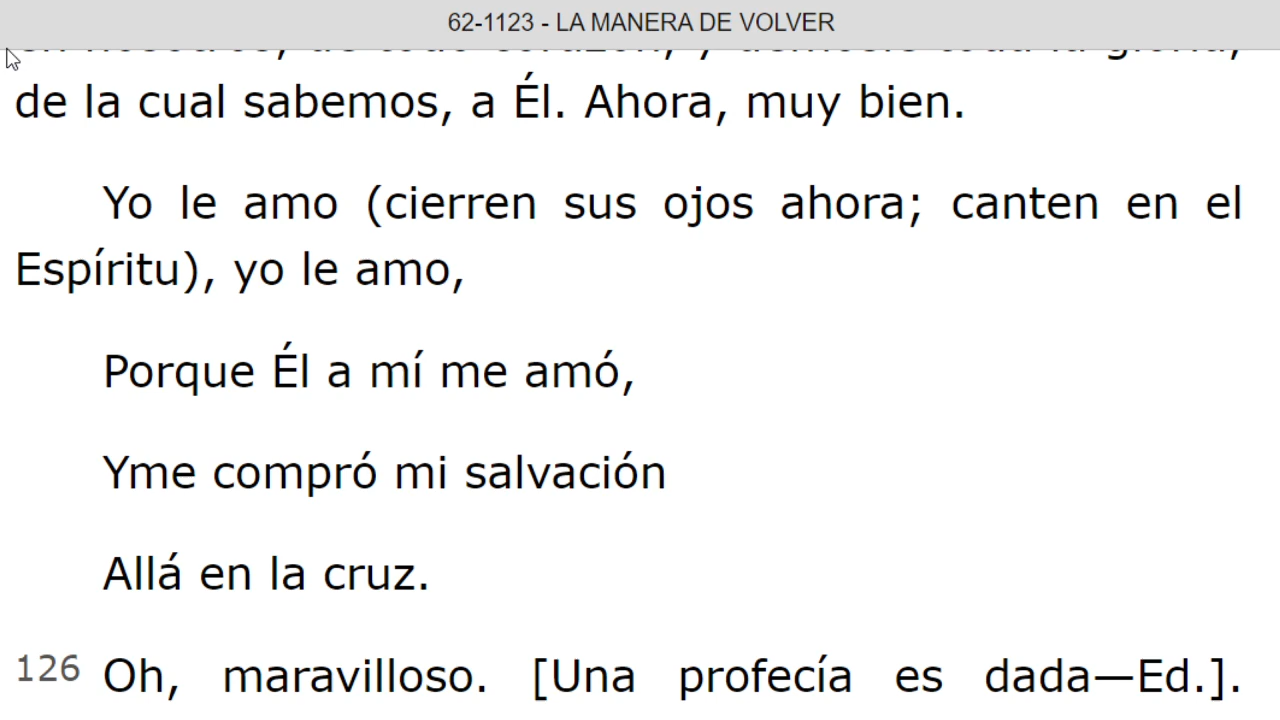 62-1123 - LA MANERA DE VOLVER
de la cual sabemos, a Él. Ahora, muy bien.
Yo le amo (cierren sus ojos ahora; canten en el
Espíritu), yo le amo,
Porque Él a mí me amó,
Yme compró mi salvación
Allá en la cruz.
126 Oh, maravilloso. [Una profecía es dada—Ed.].